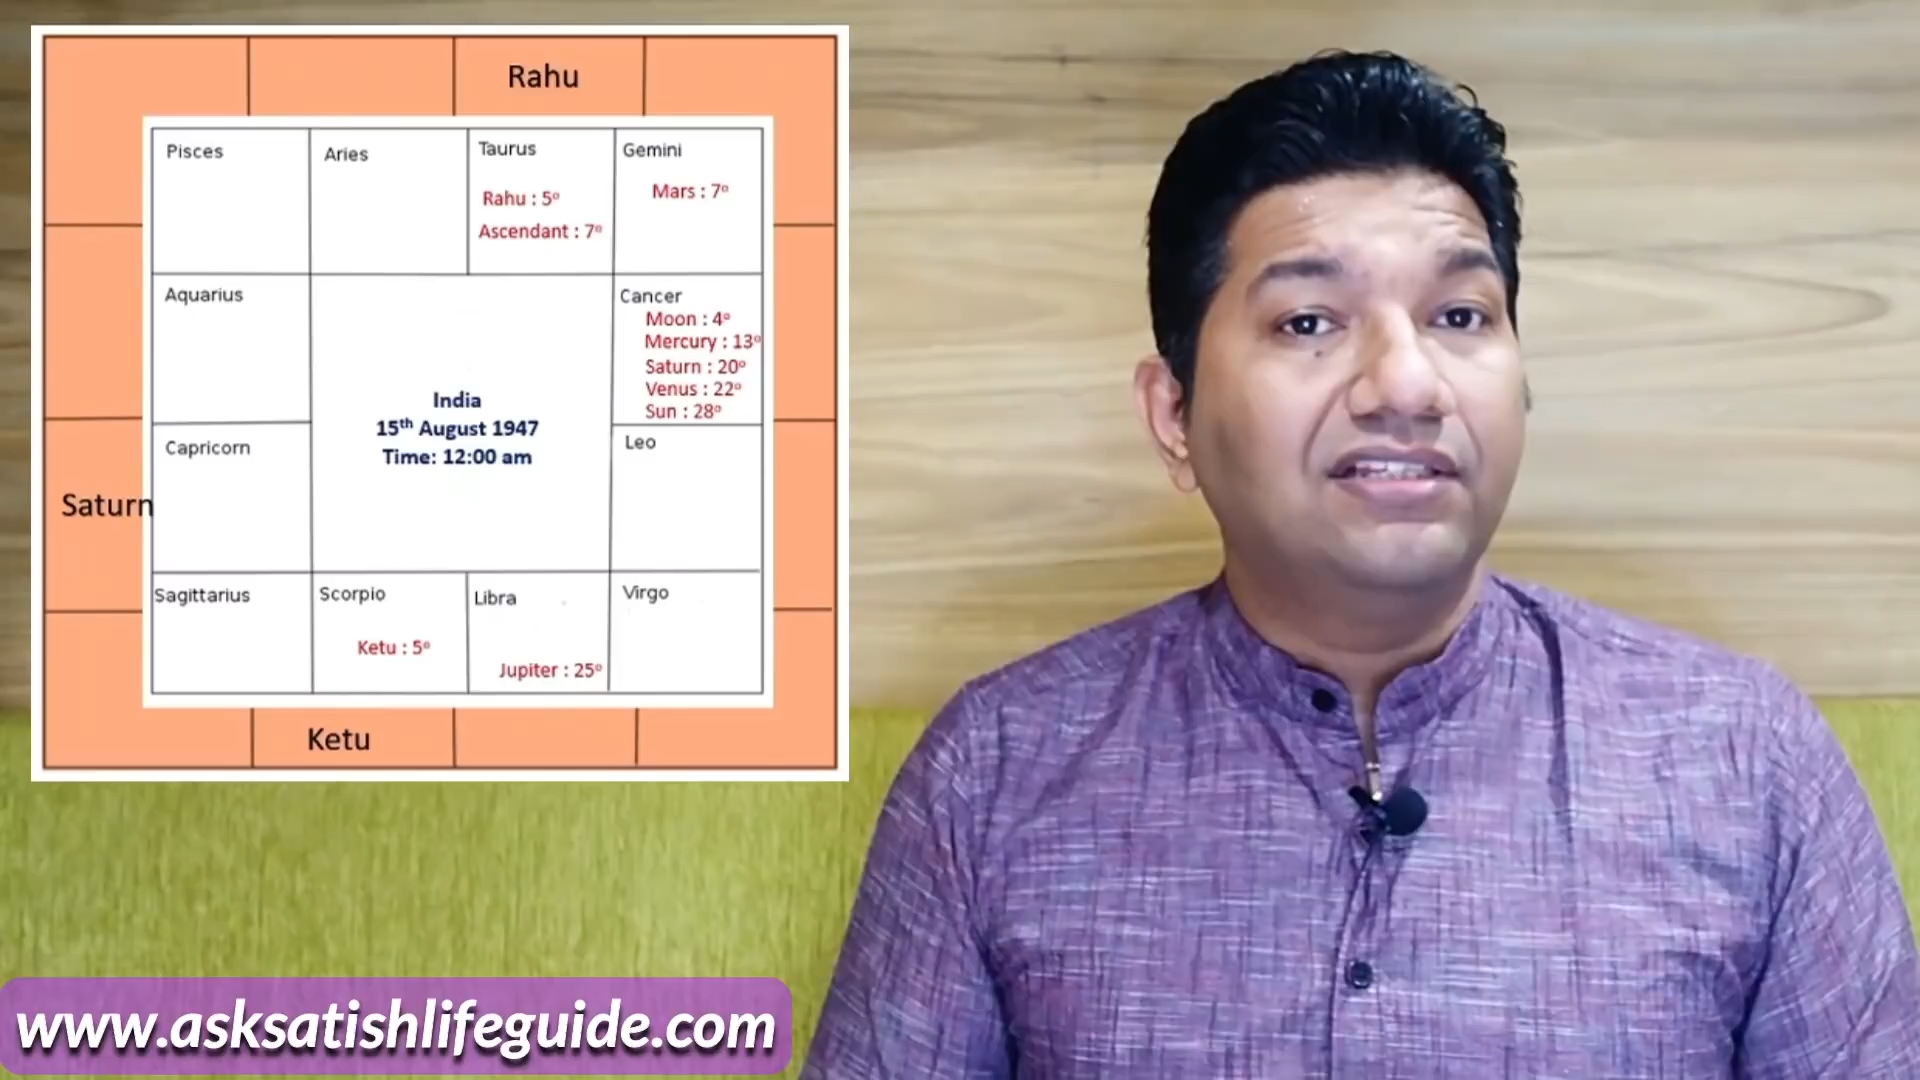 Rahu
Pisces
Aries
Taurus
Rahu : 5°
Ascendant : 7°
Gemini
Mars : 7°
Aquarius
Cancer
Moon : 4°
Mercury : 13°
Saturn : 20°
Venus : 22°
Sun : 28°
India
15th August 1947
Time: 12:00 am
Capricorn
Leo
Saturn
Sagittarius
Scorpio
Ketu : 5°
Libra
Jupiter : 25°
Virgo
Ketu
www.asksatishlifeguide.com